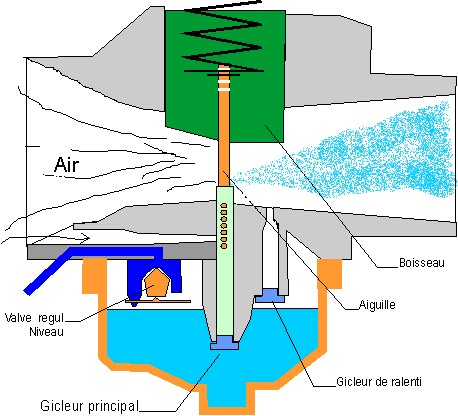 Air
Boisseau
Aiguille
Valve regul
Niveau
Gicleur de ralenti
Gicleur principal